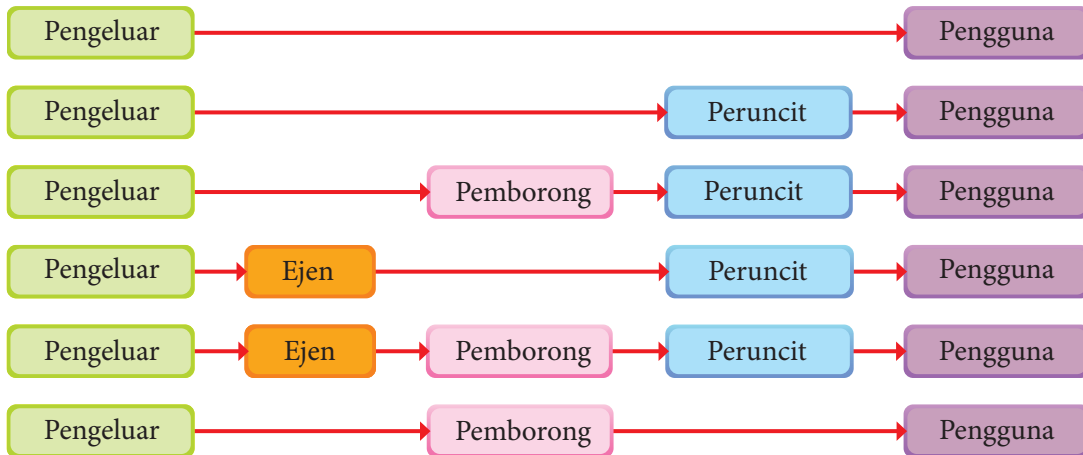 Pengeluar Pengguna
Pengeluar Peruncit Pengguna
Pengeluar Pemborong Peruncit Pengguna
Pengeluar Ejen Peruncit Pengguna
Pengeluar Ejen Pemborong Peruncit Pengguna
Pengeluar Pemborong Pengguna